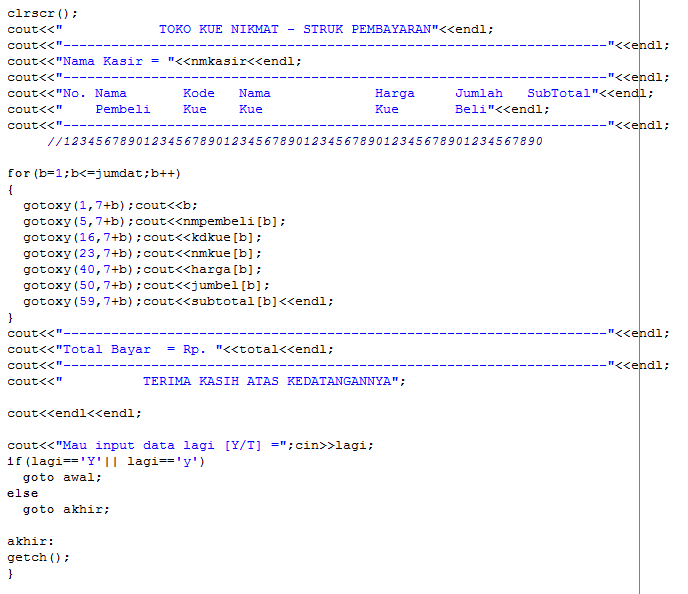 clrscr();
cout<<"            TOKO KUE NIKMAT - STRUK PEMBAYARAN"<<endl;
cout<<"--------------------------------------------------------------------"<<endl;
cout<<"Nama Kasir = "<<nmkasir<<endl;
cout<<"--------------------------------------------------------------------"<<endl;
cout<<"No. Nama       Kode   Nama             Harga     Jumlah   SubTotal"<<endl;
cout<<"    Pembeli    Kue    Kue              Kue       Beli"<<endl;
cout<<"--------------------------------------------------------------------"<<endl;
     //123456789012345678901234567890123456789012345678901234567890
for(b=1;b<=jumdat;b++)
{
  gotoxy(1,7+b);cout<<b;
  gotoxy(5,7+b);cout<<nmpembeli[b];
  gotoxy(16,7+b);cout<<kdkue[b];
  gotoxy(23,7+b);cout<<nmkue[b];
  gotoxy(40,7+b);cout<<harga[b];
  gotoxy(50,7+b);cout<<jumbel[b];
  gotoxy(59,7+b);cout<<subtotal[b]<<endl;
}
cout<<"--------------------------------------------------------------------"<<endl;
cout<<"Total Bayar  = Rp. "<<total<<endl;
cout<<"--------------------------------------------------------------------"<<endl;
cout<<"          TERIMA KASIH ATAS KEDATANGANNYA";
cout<<endl<<endl;
cout<<"Mau input data lagi [Y/T] =";cin>>lagi;
if(lagi=='Y'|| lagi=='y')
  goto awal;
else
  goto akhir;
akhir:
getch();
}